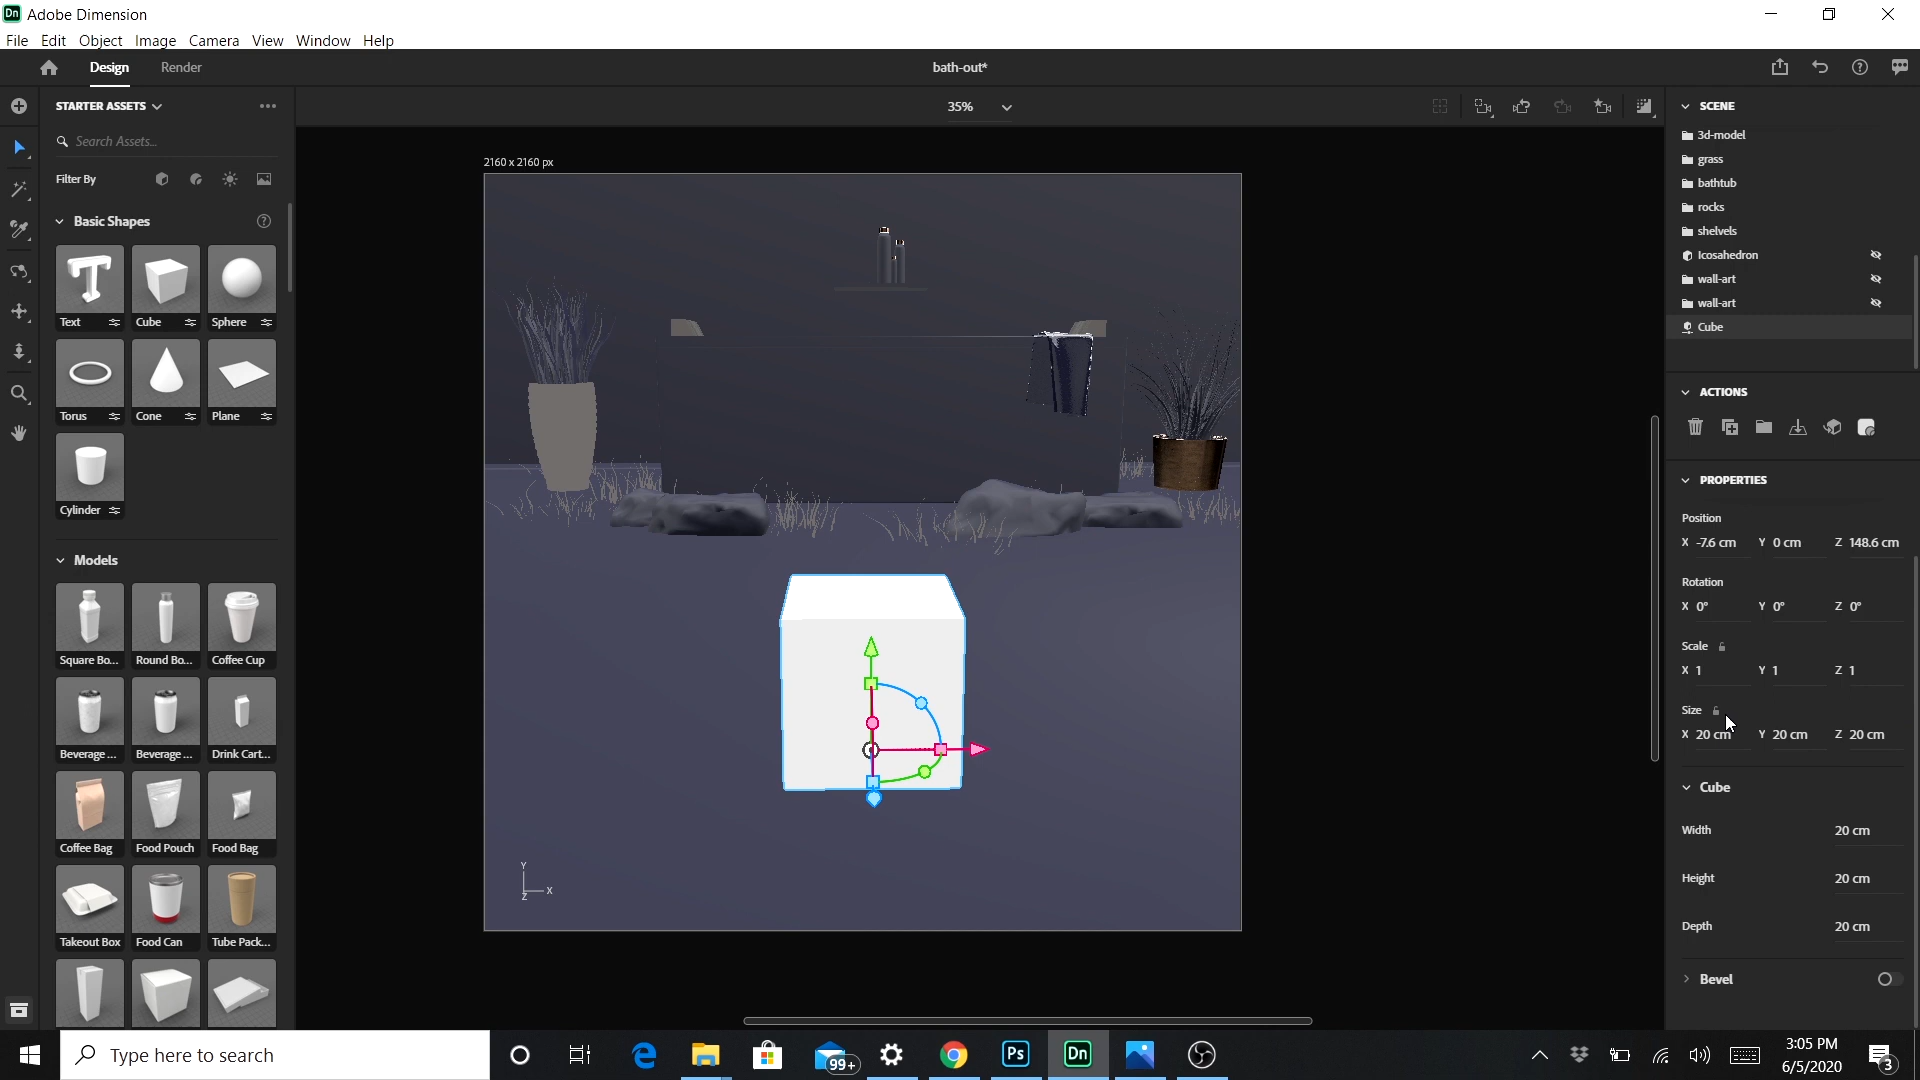 Dn Adobe Dimension
File Edit Object Image Camera View Window Help
Design Render bath-out*
STARTER ASSETS
Search Assets...
Filter By
Basic Shapes
Text Cube Sphere
Torus Cone Plane
Cylinder
Models
Square Bo... Round Bo... Coffee Cup
Beverage ... Beverage ... Drink Cart...
Coffee Bag Food Pouch Food Bag
Takeout Box Food Can Tube Pack...
35%
2160 x 2160 px
Y
X
Z
SCENE
3d-model
grass
bathtub
rocks
shelvels
Icosahedron
wall-art
wall-art
Cube
ACTIONS
PROPERTIES
Position
X -7.6 cm Y 0 cm Z 148.6 cm
Rotation
X 0° Y 0° Z 0°
Scale
X 1 Y 1 Z 1
Size
X 20 cm Y 20 cm Z 20 cm
Cube
Width 20 cm
Height 20 cm
Depth 20 cm
Bevel
Type here to search
99+
Ps
Dn
3:05 PM
6/5/2020
3